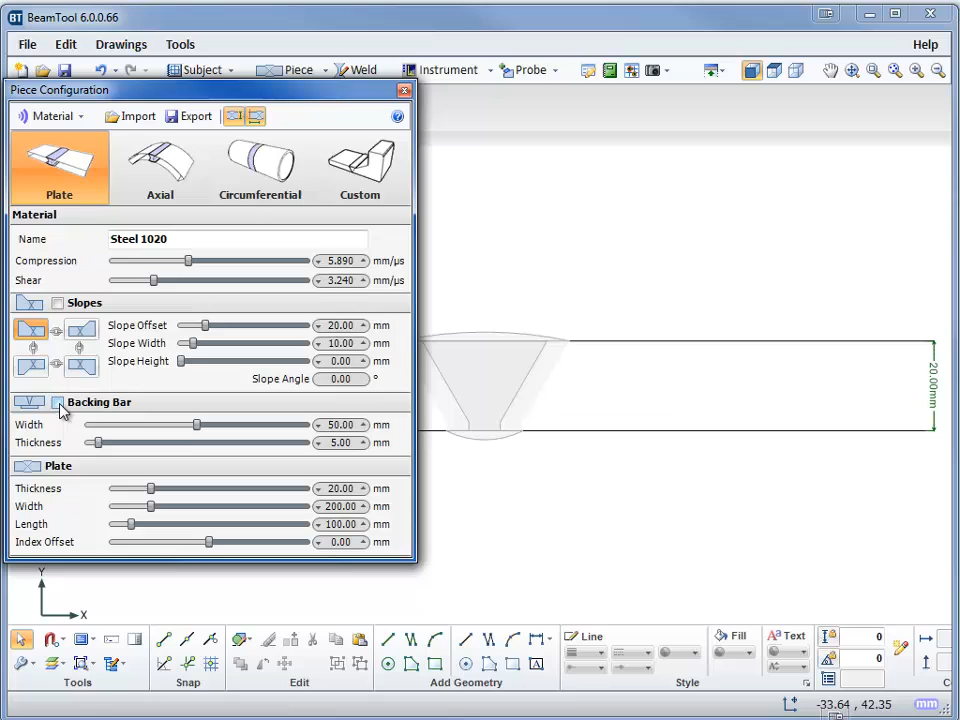 BT BeamTool 6.0.0.66
File Edit Drawings Tools Help
Subject Piece Weld Instrument Probe
Piece Configuration
Material Import Export
Plate Axial Circumferential Custom
Material
Name Steel 1020
Compression 5.890 mm/µs
Shear 3.240 mm/µs
Slopes
Slope Offset 20.00 mm
Slope Width 10.00 mm
Slope Height 0.00 mm
Slope Angle 0.00 °
Backing Bar
Width 50.00 mm
Thickness 5.00 mm
Plate
Thickness 20.00 mm
Width 200.00 mm
Length 100.00 mm
Index Offset 0.00 mm
20.00mm
Y
X
Line Fill Text 0
0
Tools Snap Edit Add Geometry Style
-33.64 , 42.35 mm